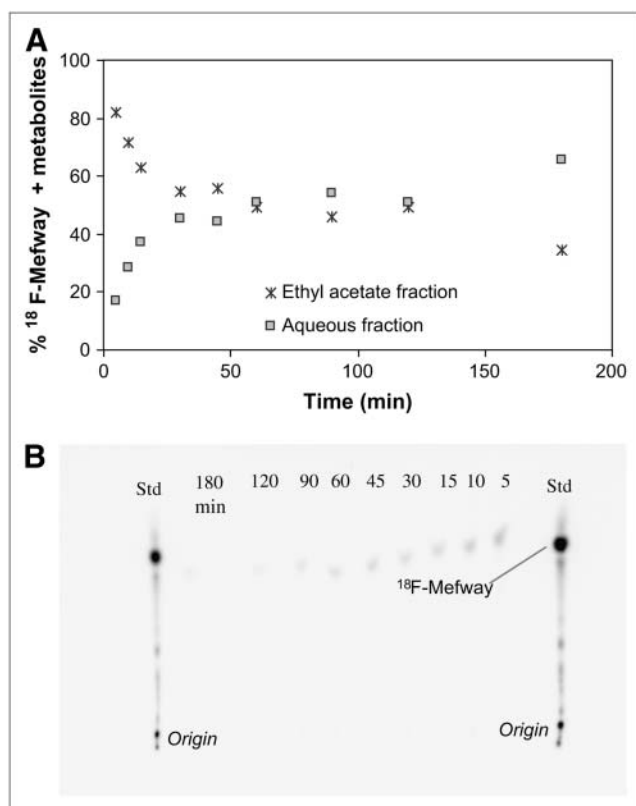 A
% ¹⁸F-Mefway + metabolites
100
80
60
40
20
0
Ethyl acetate fraction
Aqueous fraction
0 50 100 150 200
Time (min)
B
Std 180 120 90 60 45 30 15 10 5 Std
min
¹⁸F-Mefway
Origin Origin